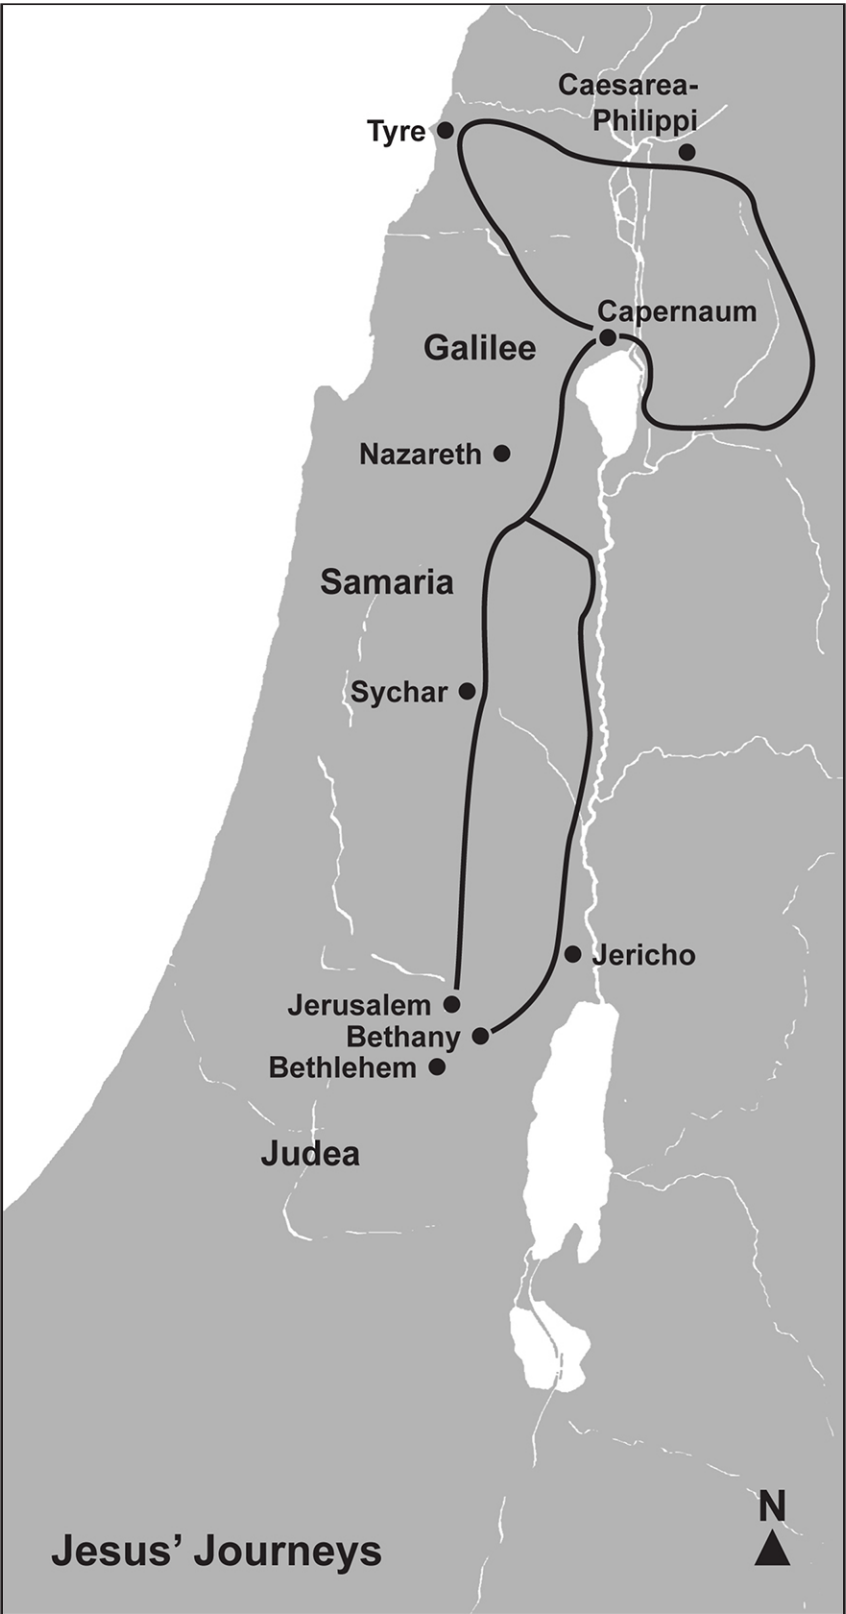 Caesarea-
Philippi
Tyre
Capernaum
Galilee
Nazareth
Samaria
Sychar
Jericho
Jerusalem
Bethany
Bethlehem
Judea
N
Jesus’ Journeys